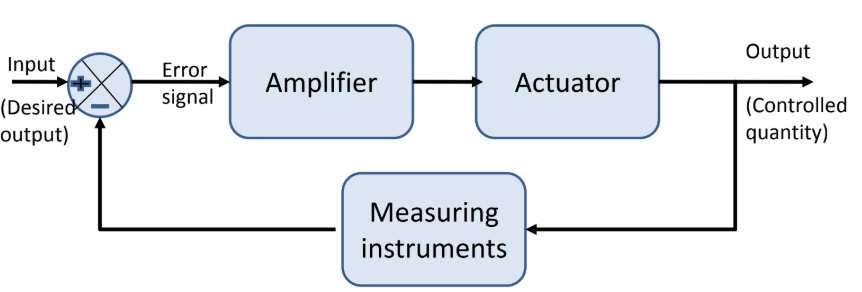 Input
(Desired
output)
+
−
Error
signal
Amplifier
Actuator
Output
(Controlled
quantity)
Measuring
instruments